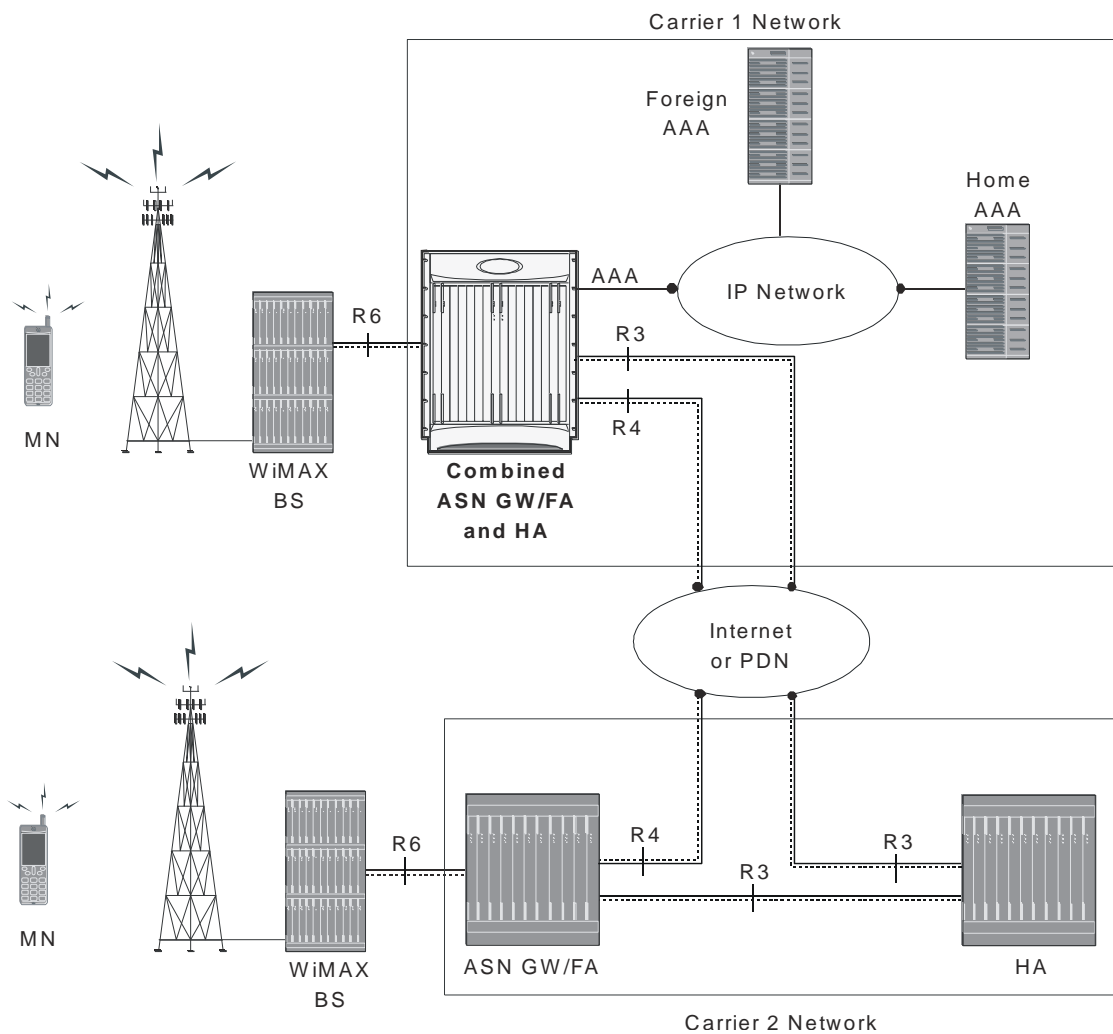 Carrier 1 Network
Foreign
AAA
Home
AAA
AAA
IP Network
R6
R3
R4
MN
WiMAX
BS
Combined
ASN GW/FA
and HA
Internet
or PDN
R6
R4
R3
R3
MN
WiMAX
BS
ASN GW/FA
HA
Carrier 2 Network